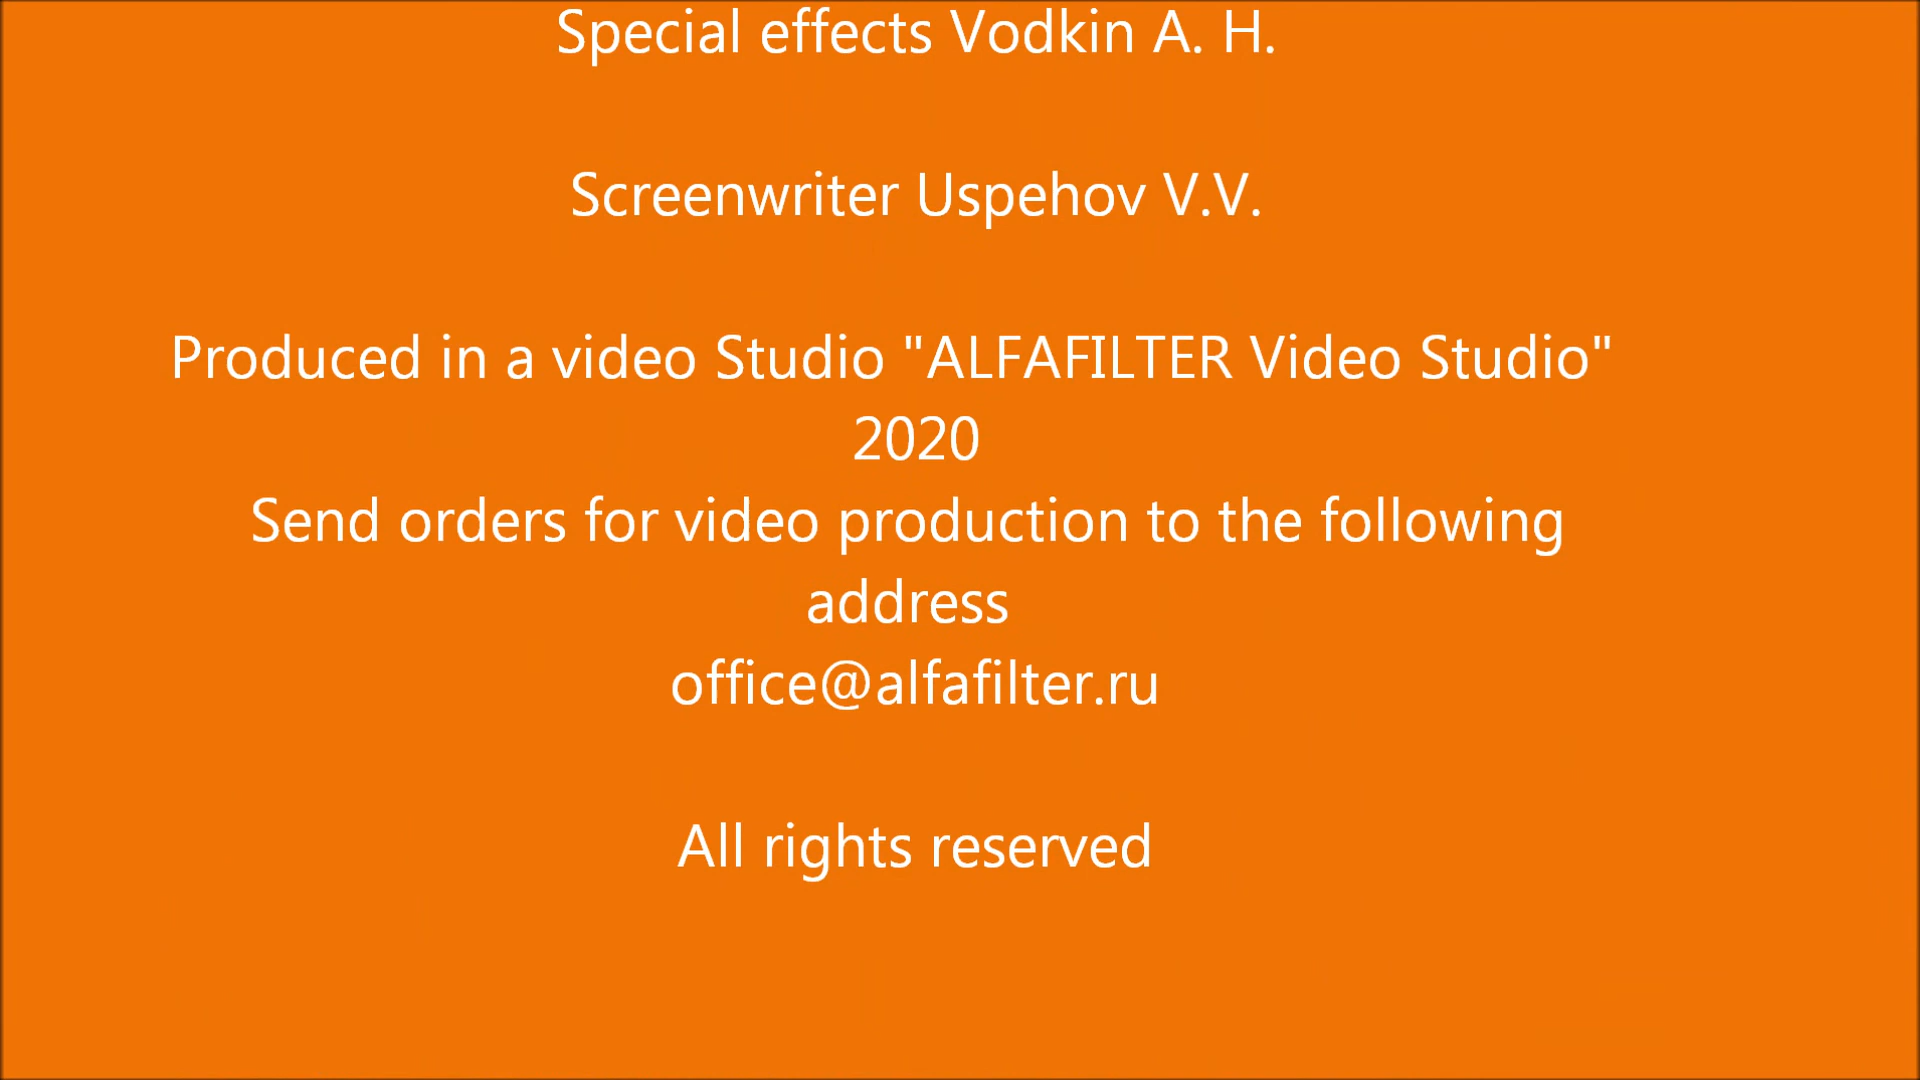 Special effects Vodkin A. H.
Screenwriter Uspehov V.V.
Produced in a video Studio "ALFAFILTER Video Studio"
2020
Send orders for video production to the following
address
office@alfafilter.ru
All rights reserved